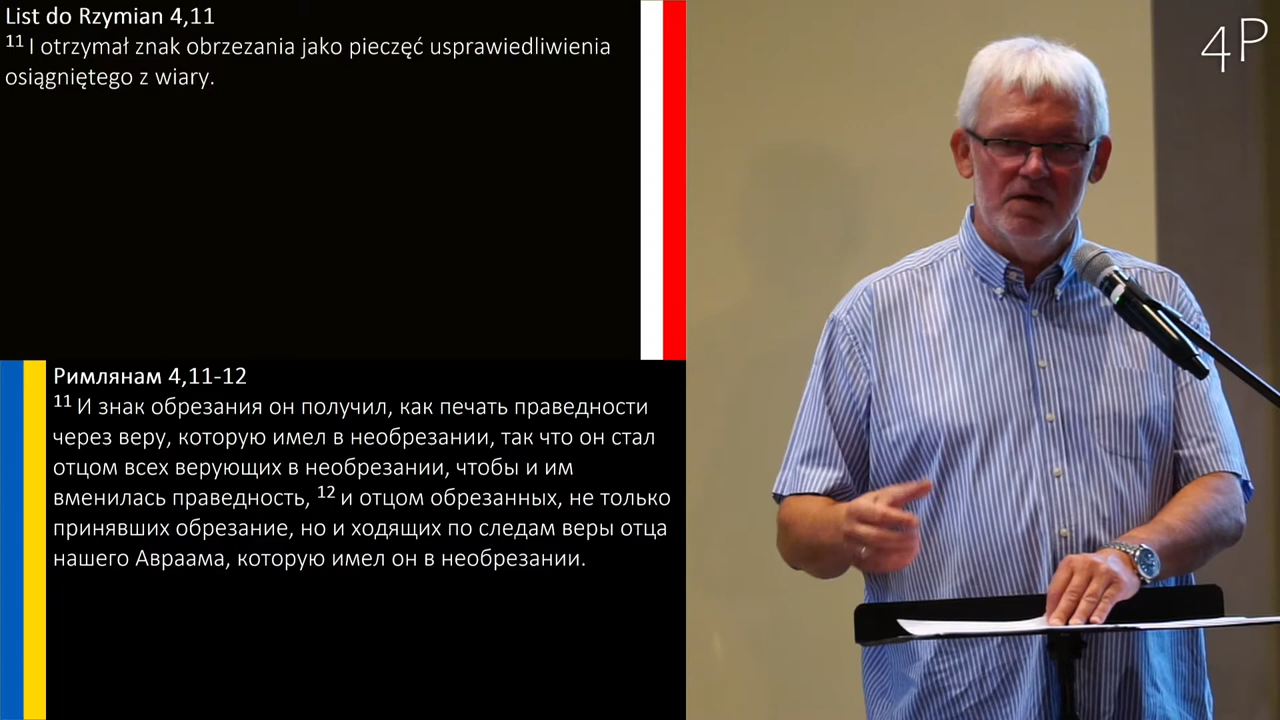 List do Rzymian 4,11
11 I otrzymał znak obrzezania jako pieczęć usprawiedliwienia
osiągniętego z wiary.
Римлянам 4,11-12
11 И знак обрезания он получил, как печать праведности
через веру, которую имел в необрезании, так что он стал
отцом всех верующих в необрезании, чтобы и им
вменилась праведность, 12 и отцом обрезанных, не только
принявших обрезание, но и ходящих по следам веры отца
нашего Авраама, которую имел он в необрезании.
4P